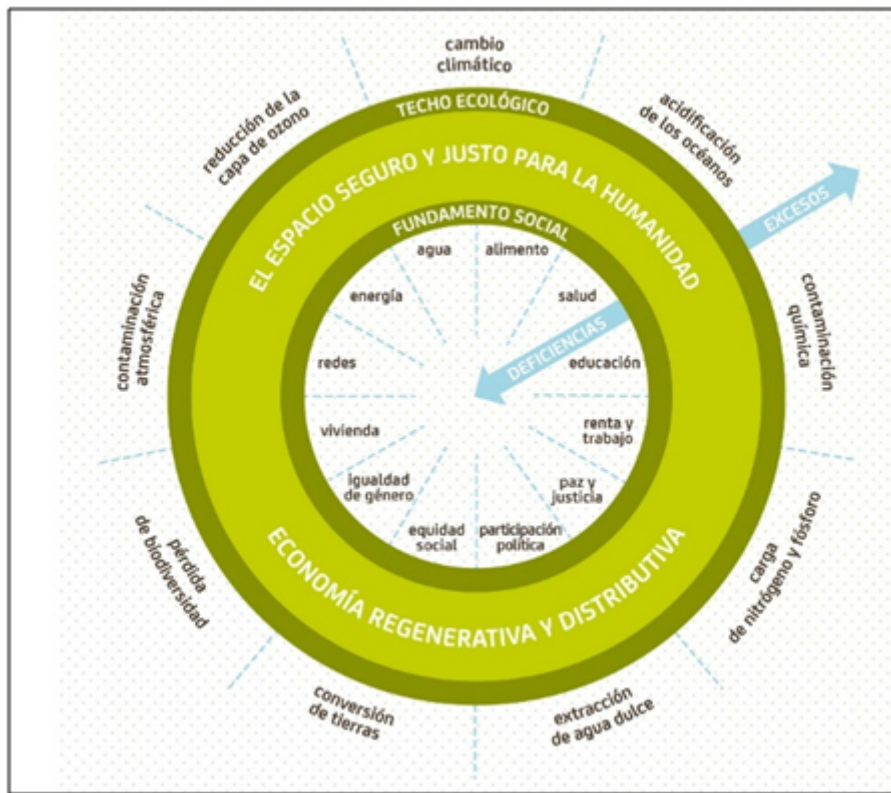 cambio
climático
acidificación
de los océanos
EXCESOS
contaminación
química
carga
de nitrógeno y fósforo
extracción
de agua dulce
conversión
de tierras
pérdida
de biodiversidad
contaminación
atmosférica
reducción de la
capa de ozono
TECHO ECOLÓGICO
EL ESPACIO SEGURO Y JUSTO PARA LA HUMANIDAD
FUNDAMENTO SOCIAL
agua
alimento
energía
salud
DEFICIENCIAS
redes
educación
vivienda
renta y
trabajo
igualdad
de género
paz y
justicia
equidad
social
participación
política
ECONOMÍA REGENERATIVA Y DISTRIBUTIVA